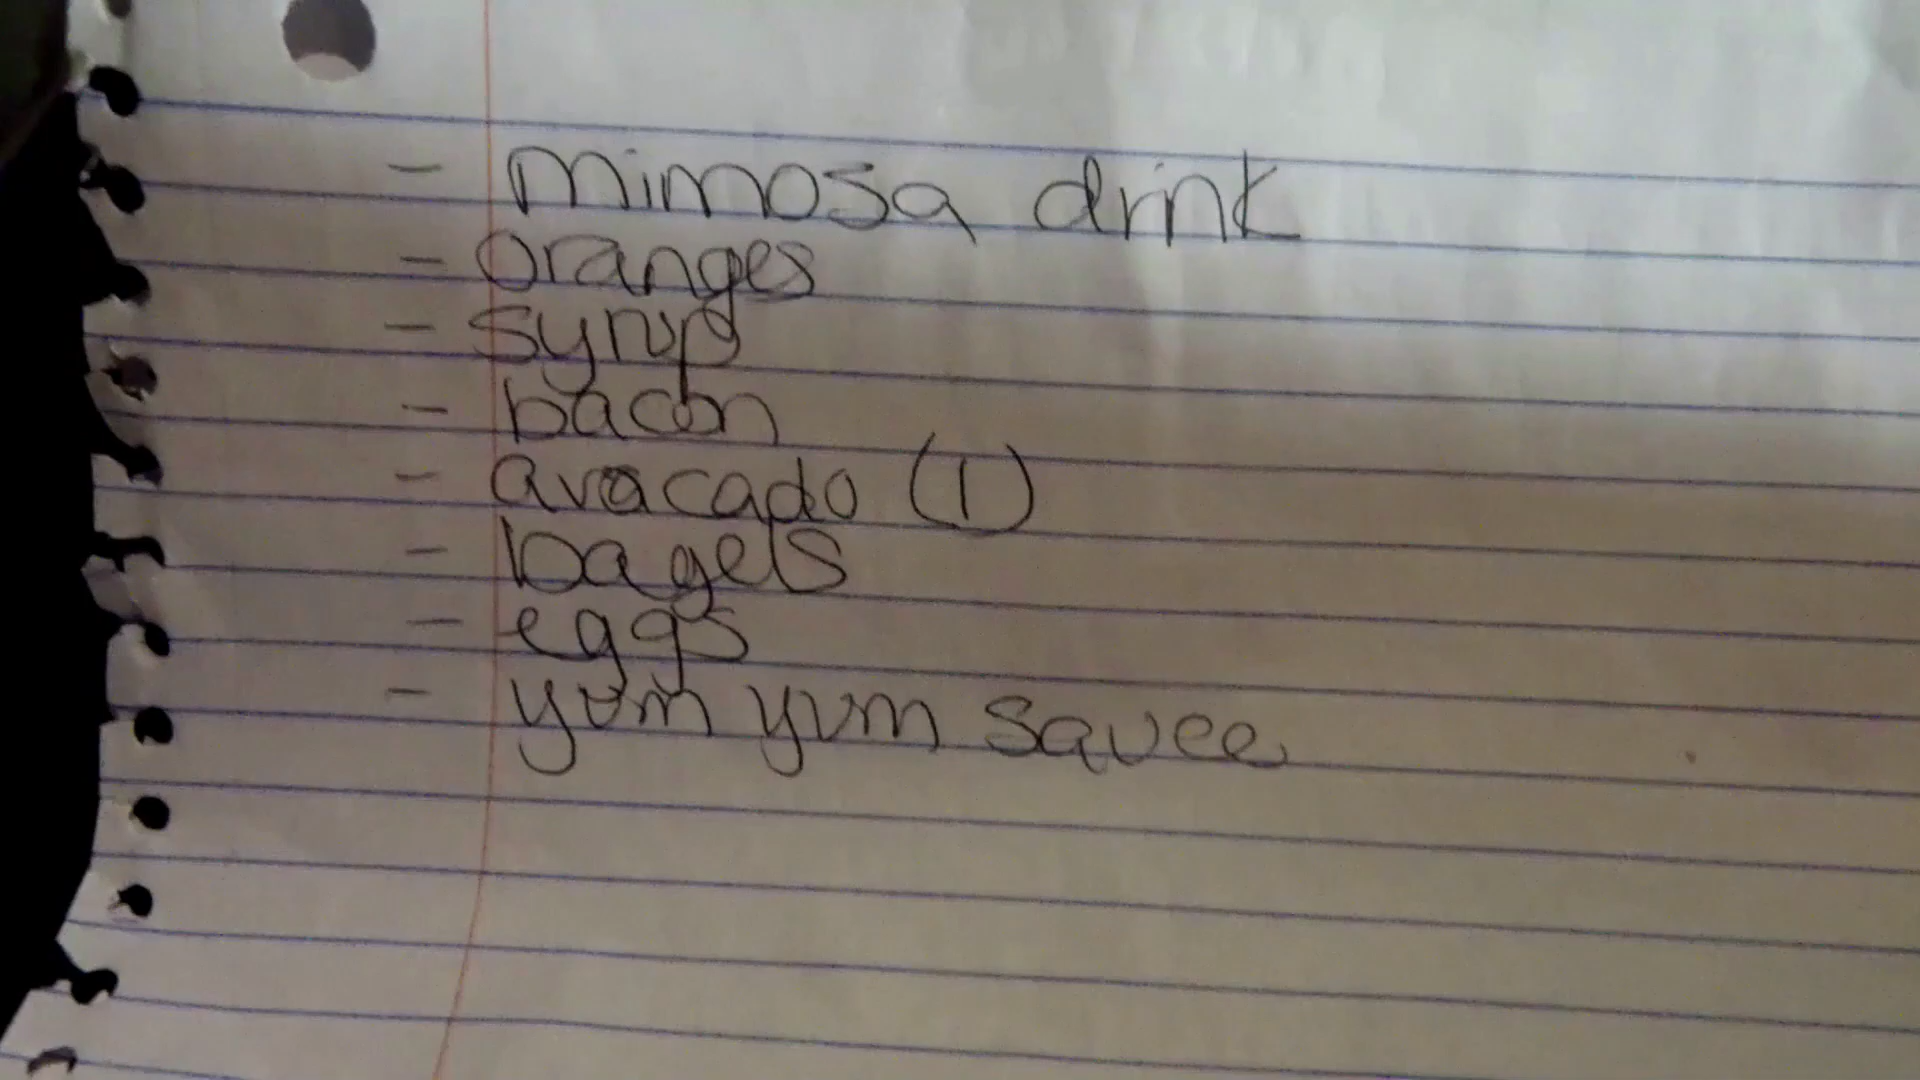 - mimosa drink
- oranges
- syrup
- bacon
- avacado (1)
- bagels
- eggs
- yum yum sauce